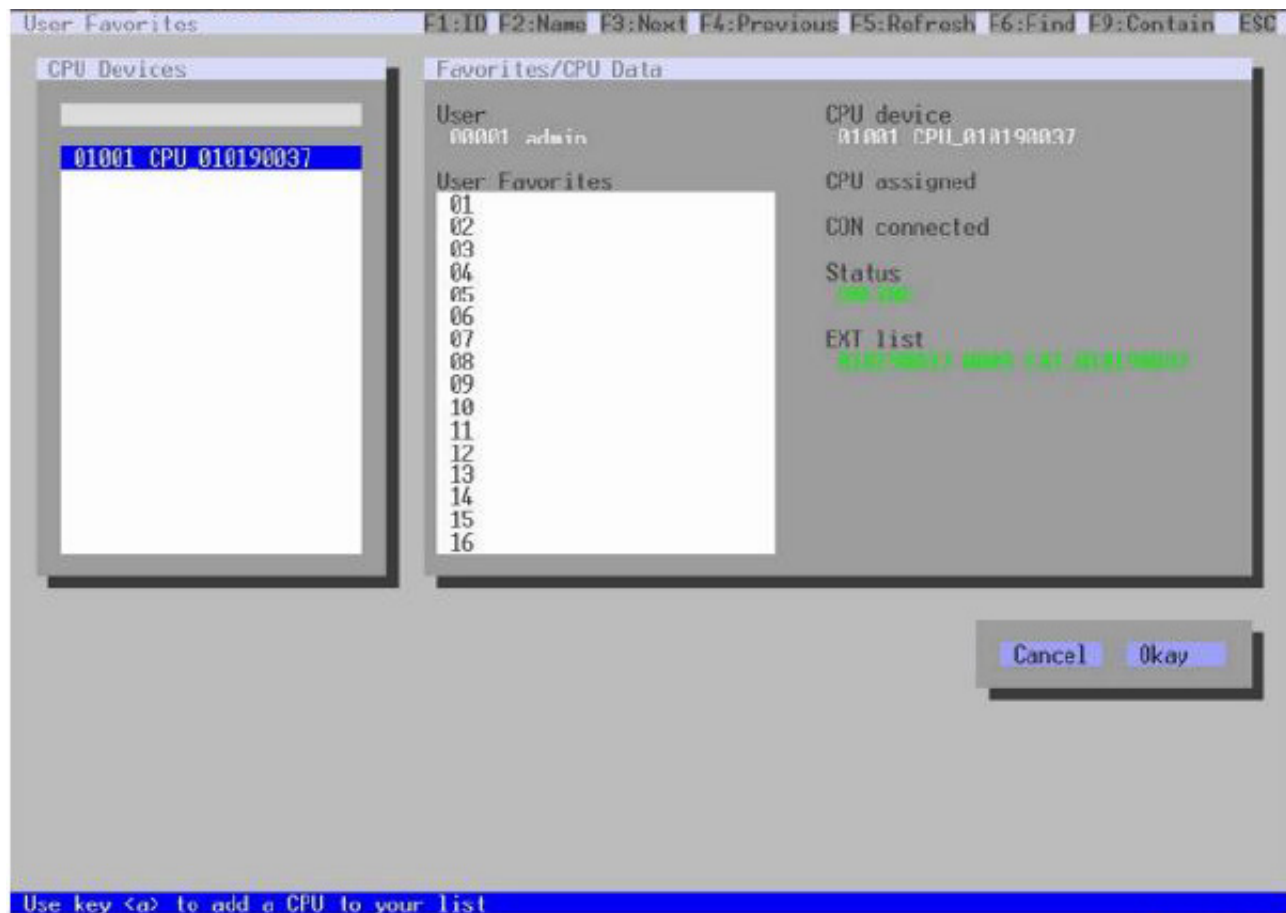 User Favorites F1:ID F2:Name F3:Next F4:Previous F5:Refresh F6:Find F9:Contain ESC
CPU Devices
01001 CPU_010190037
Favorites/CPU Data
User
00001 admin
User Favorites
01
02
03
04
05
06
07
08
09
10
11
12
13
14
15
16
CPU device
01001 CPU_010190037
CPU assigned
CON connected
Status
EXT list
Cancel Okay
Use key <a> to add a CPU to your list